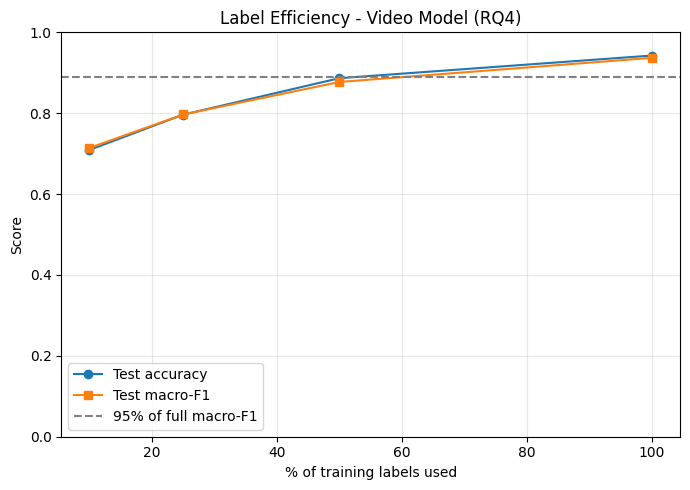 Label Efficiency - Video Model (RQ4)
1.0
0.8
0.6
0.4
0.2
0.0
Score
Test accuracy
Test macro-F1
95% of full macro-F1
20
40
60
80
100
% of training labels used